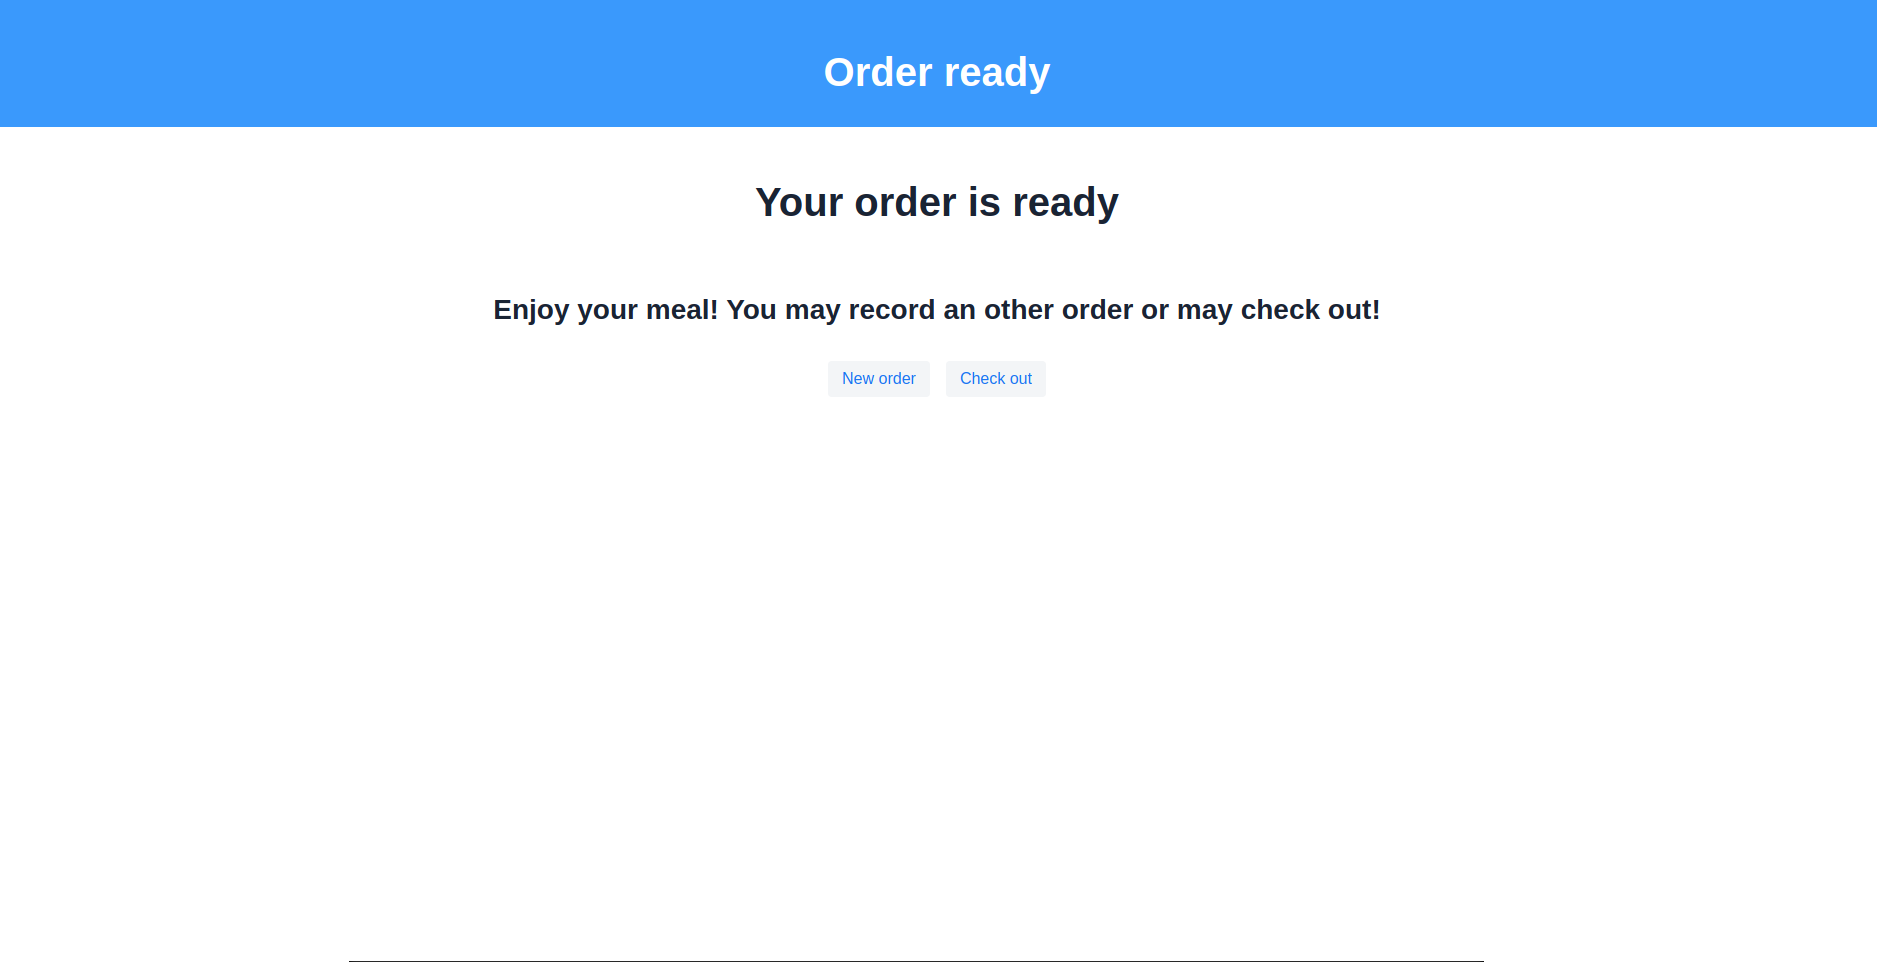 Order ready
Your order is ready
Enjoy your meal! You may record an other order or may check out!
New order Check out